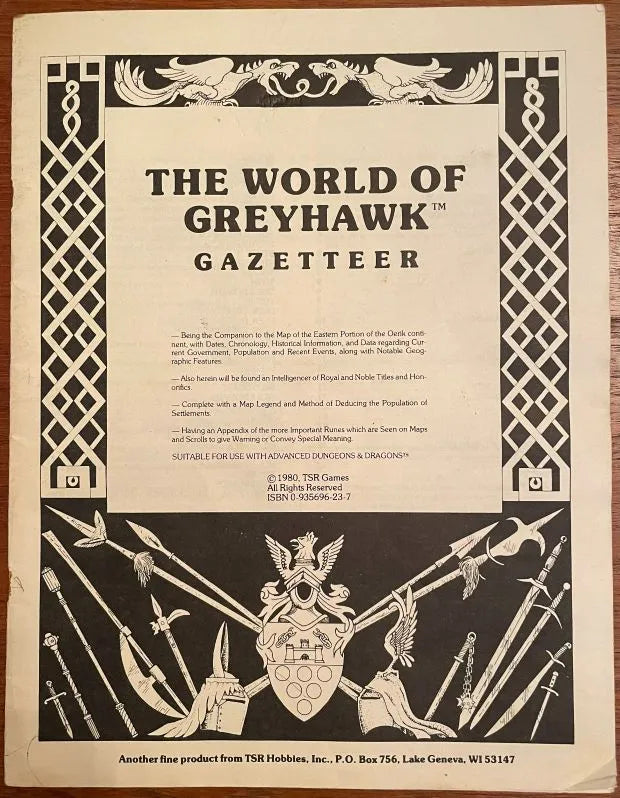 THE WORLD OF
GREYHAWK™
GAZETTEER
— Being the Companion to the Map of the Eastern Portion of the Oerik conti-
nent, with Dates, Chronology, Historical Information, and Data regarding Cur-
rent Government, Population and Recent Events, along with Notable Geog-
raphic Features.
— Also herein will be found an Intelligencer of Royal and Noble Titles and Hon-
orifics.
— Complete with a Map Legend and Method of Deducing the Population of
Settlements.
— Having an Appendix of the more Important Runes which are Seen on Maps
and Scrolls to give Warning or Convey Special Meaning.
SUITABLE FOR USE WITH ADVANCED DUNGEONS & DRAGONS™
© 1980, TSR Games
All Rights Reserved
ISBN 0-935696-23-7
Another fine product from TSR Hobbies, Inc., P.O. Box 756, Lake Geneva, WI 53147